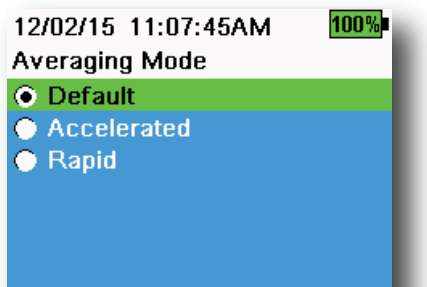 12/02/15 11:07:45AM 100%
Averaging Mode
Default
Accelerated
Rapid